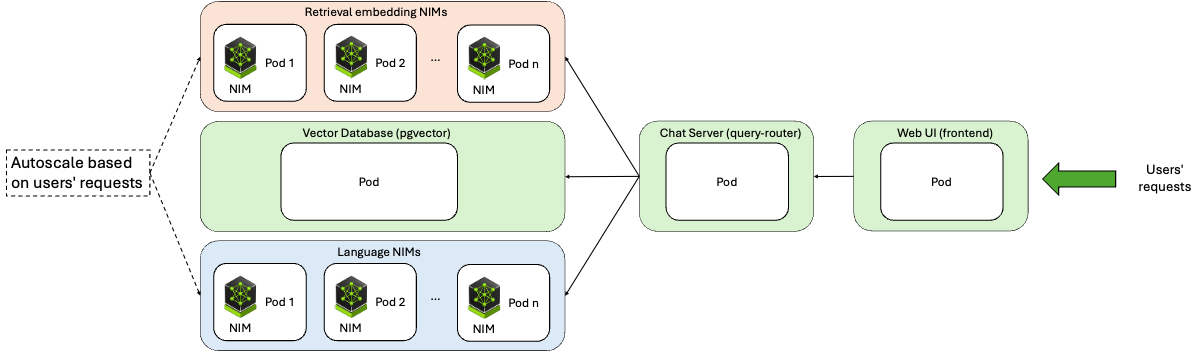 Retrieval embedding NIMs
Pod 1
NIM
Pod 2
NIM
...
Pod n
NIM
Autoscale based
on users' requests
Vector Database (pgvector)
Pod
Chat Server (query-router)
Pod
Web UI (frontend)
Pod
Users'
requests
Language NIMs
Pod 1
NIM
Pod 2
NIM
...
Pod n
NIM